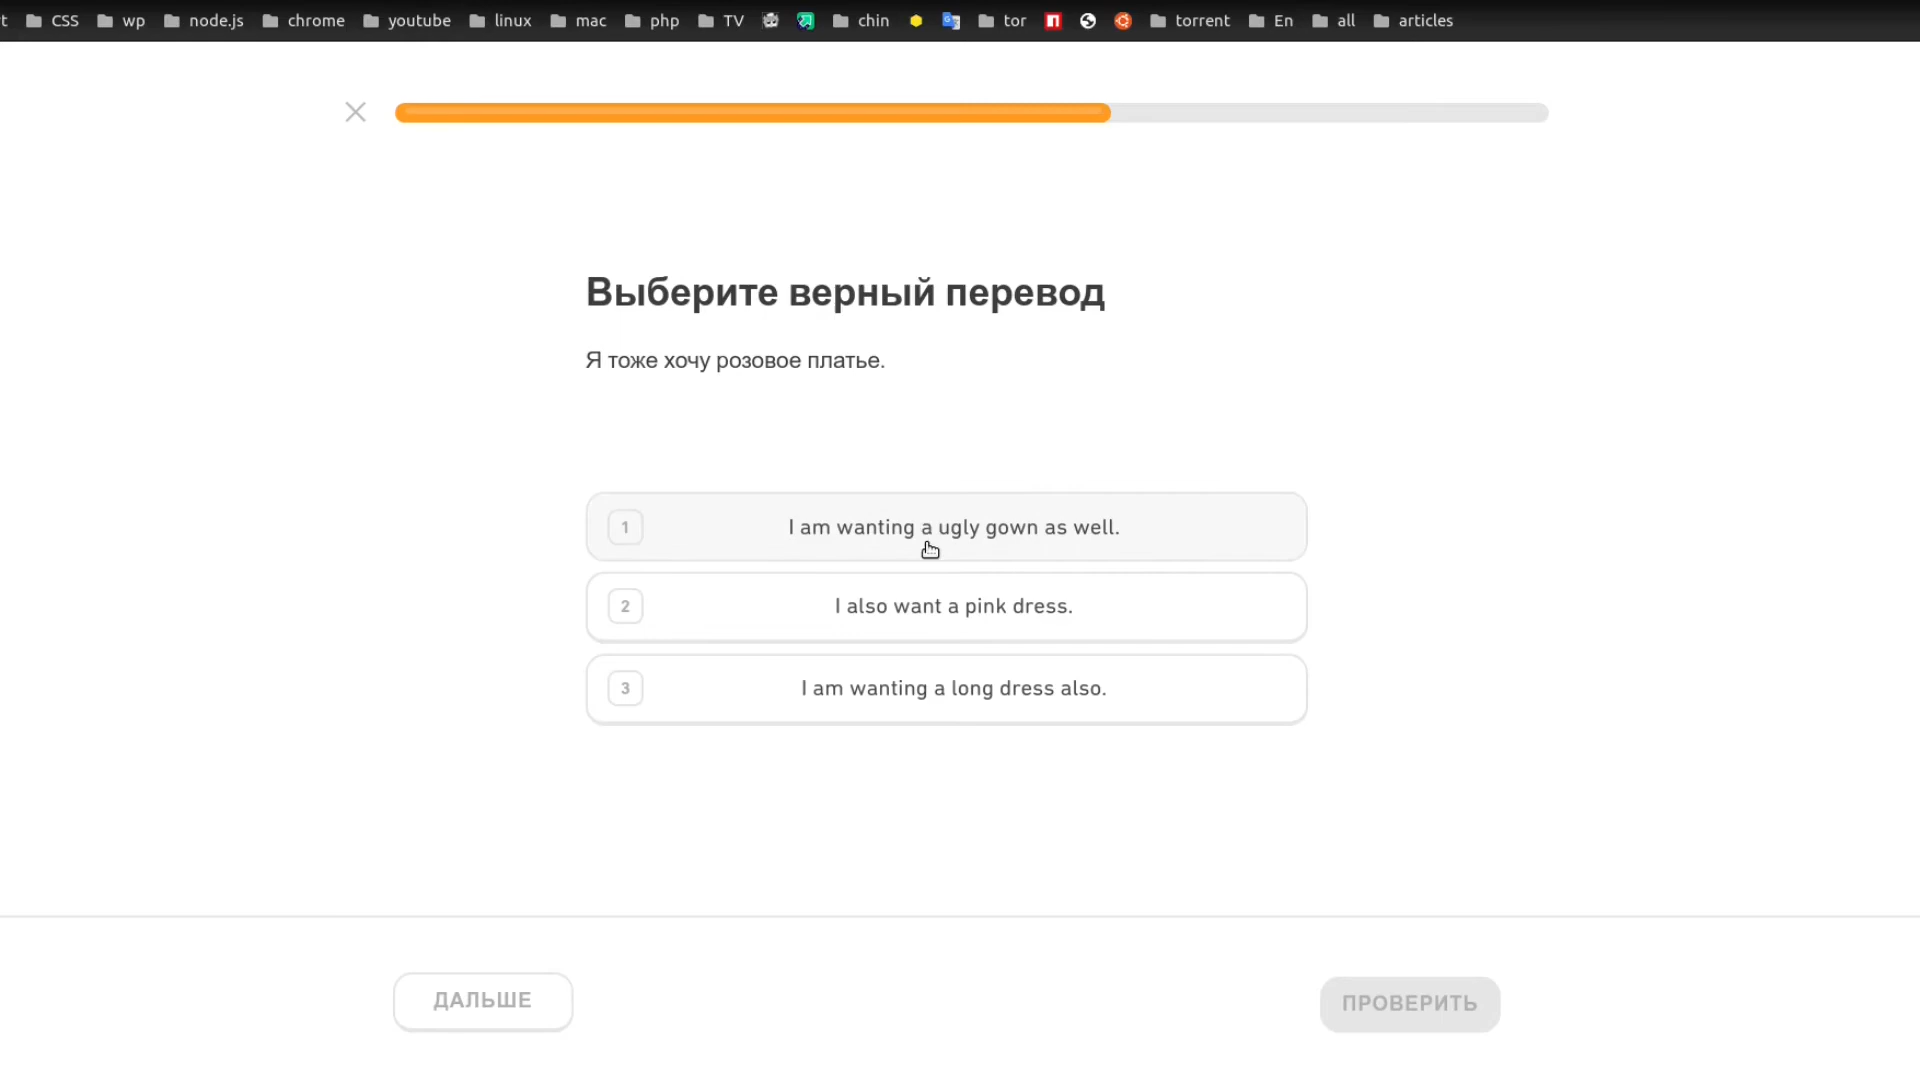 t CSS wp node.js chrome youtube linux mac php TV chin tor torrent En all articles
Выберите верный перевод
Я тоже хочу розовое платье.
1 I am wanting a ugly gown as well.
2 I also want a pink dress.
3 I am wanting a long dress also.
ДАЛЬШЕ ПРОВЕРИТЬ